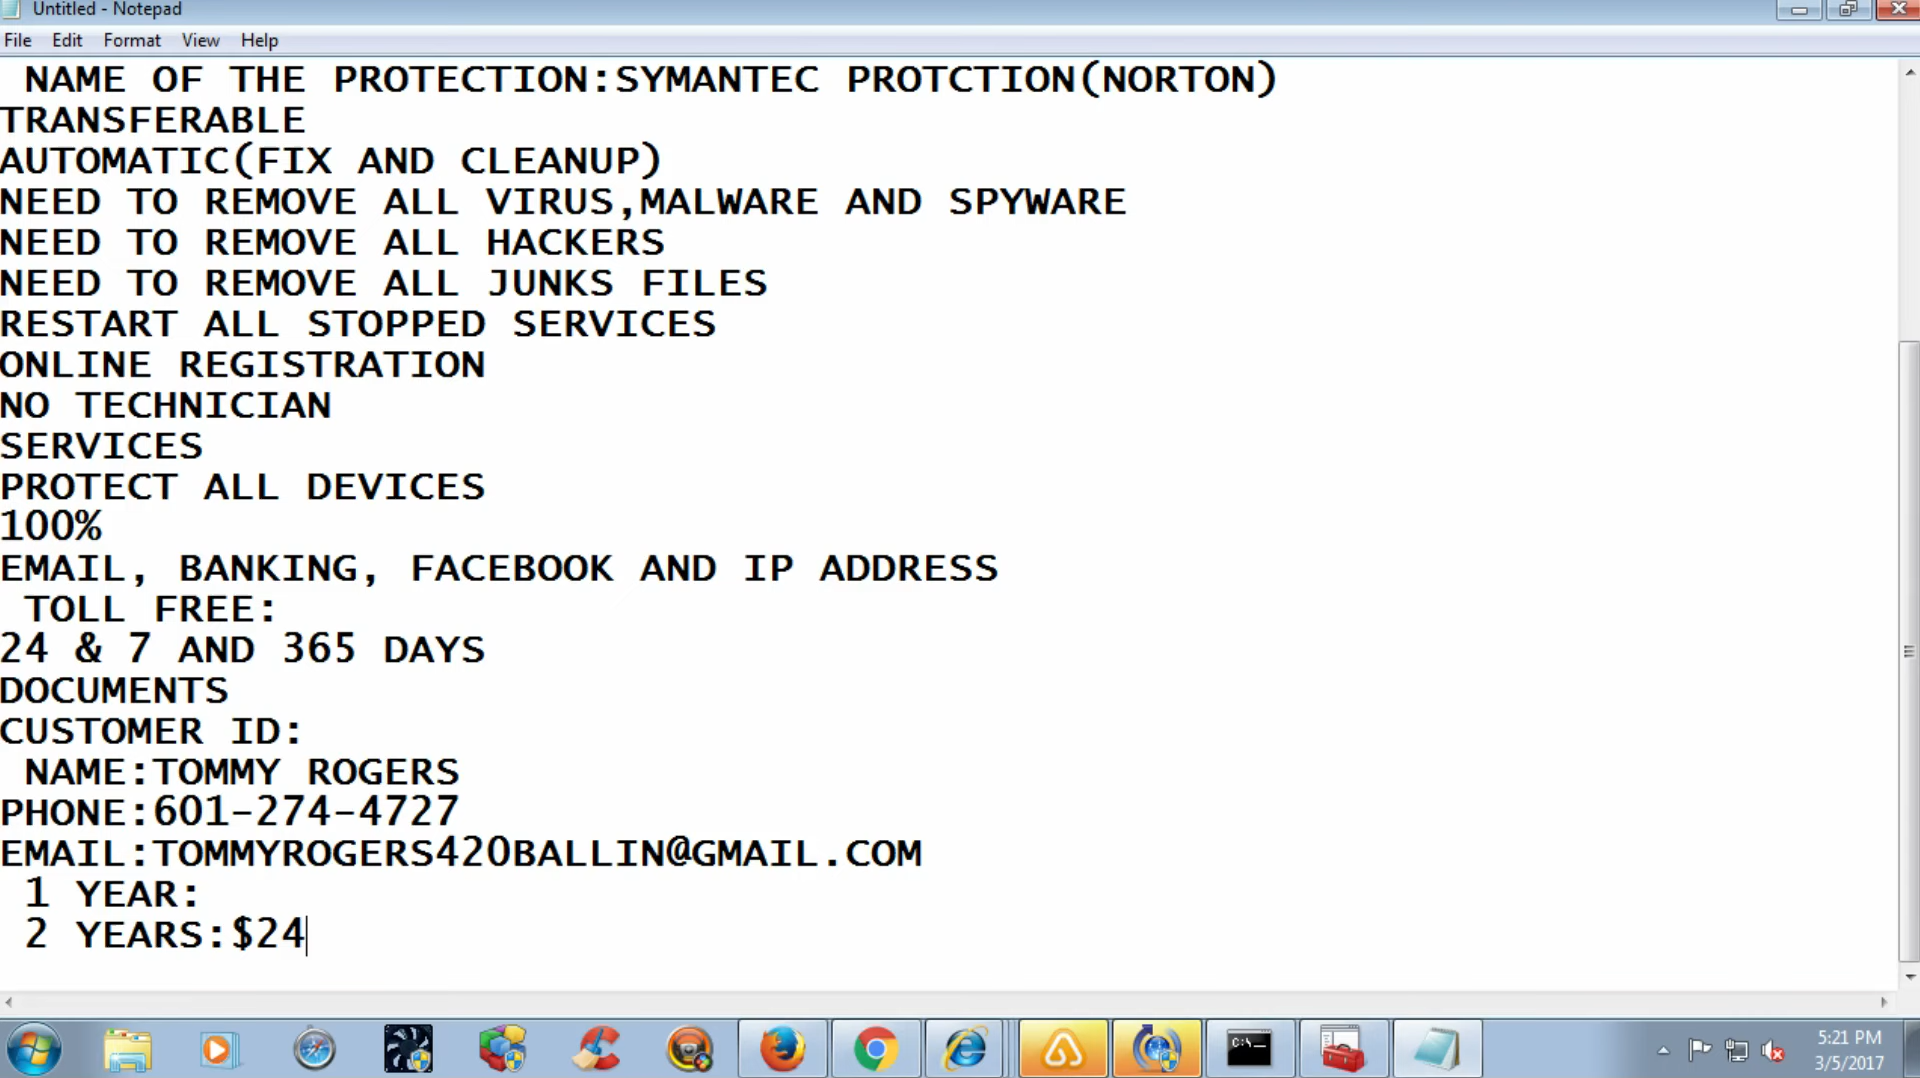 Untitled - Notepad
File Edit Format View Help
NAME OF THE PROTECTION:SYMANTEC PROTCTION(NORTON)
TRANSFERABLE
AUTOMATIC(FIX AND CLEANUP)
NEED TO REMOVE ALL VIRUS,MALWARE AND SPYWARE
NEED TO REMOVE ALL HACKERS
NEED TO REMOVE ALL JUNKS FILES
RESTART ALL STOPPED SERVICES
ONLINE REGISTRATION
NO TECHNICIAN
SERVICES
PROTECT ALL DEVICES
100%
EMAIL, BANKING, FACEBOOK AND IP ADDRESS
TOLL FREE:
24 & 7 AND 365 DAYS
DOCUMENTS
CUSTOMER ID:
NAME:TOMMY ROGERS
PHONE:601-274-4727
EMAIL:TOMMYROGERS420BALLIN@GMAIL.COM
1 YEAR:
2 YEARS:$24
C:\_
5:21 PM
3/5/2017